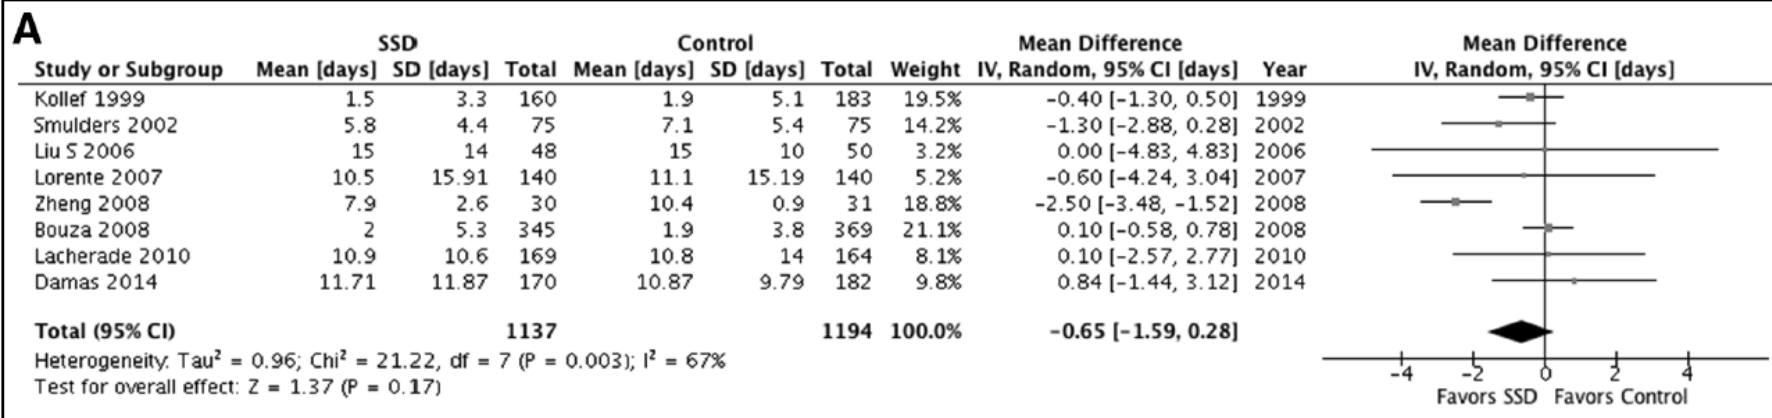 A
SSD Control Mean Difference Mean Difference
Study or Subgroup Mean [days] SD [days] Total Mean [days] SD [days] Total Weight IV, Random, 95% CI [days] Year IV, Random, 95% CI [days]
Kollef 1999 1.5 3.3 160 1.9 5.1 183 19.5% −0.40 [−1.30, 0.50] 1999
Smulders 2002 5.8 4.4 75 7.1 5.4 75 14.2% −1.30 [−2.88, 0.28] 2002
Liu S 2006 15 14 48 15 10 50 3.2% 0.00 [−4.83, 4.83] 2006
Lorente 2007 10.5 15.91 140 11.1 15.19 140 5.2% −0.60 [−4.24, 3.04] 2007
Zheng 2008 7.9 2.6 30 10.4 0.9 31 18.8% −2.50 [−3.48, −1.52] 2008
Bouza 2008 2 5.3 345 1.9 3.8 369 21.1% 0.10 [−0.58, 0.78] 2008
Lacherade 2010 10.9 10.6 169 10.8 14 164 8.1% 0.10 [−2.57, 2.77] 2010
Damas 2014 11.71 11.87 170 10.87 9.79 182 9.8% 0.84 [−1.44, 3.12] 2014
Total (95% CI) 1137 1194 100.0% −0.65 [−1.59, 0.28]
Heterogeneity: Tau² = 0.96; Chi² = 21.22, df = 7 (P = 0.003); I² = 67%
Test for overall effect: Z = 1.37 (P = 0.17)
−4 −2 0 2 4
Favors SSD Favors Control